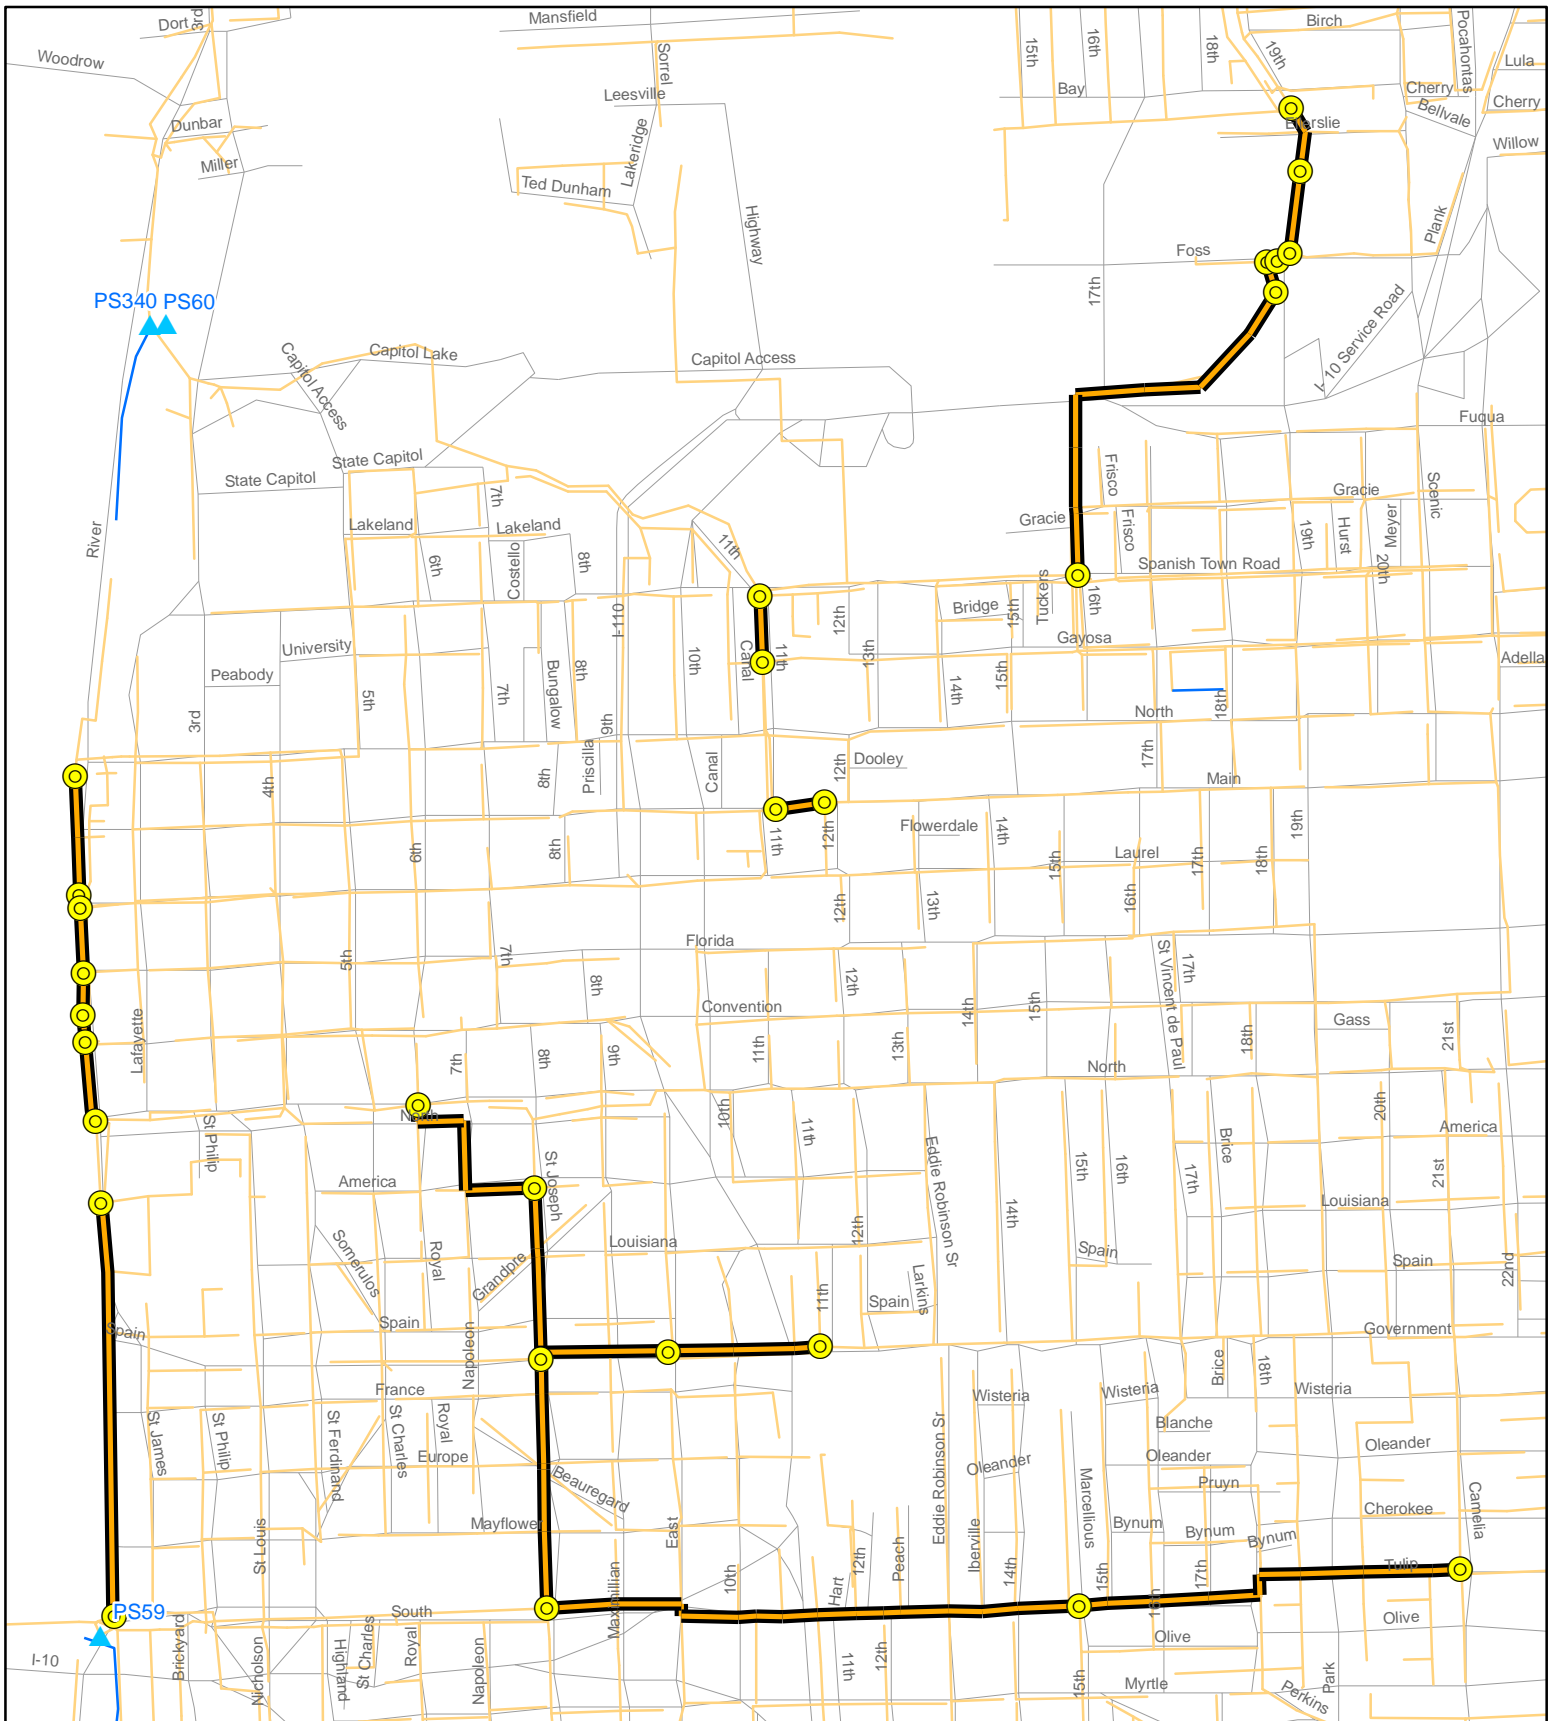 Dort
3rd
Mansfield
Birch
Pocahontas
Woodrow
Sorrel
15th
16th
18th
19th
Lula
Leesville
Bay
Cherry
Cherry
Bellvale
Dunbar
Lakeridge
Willow
Miller
Ted Dunham
Highway
Plank
Foss
17th
PS340
PS60
I- 10 Service Road
Capitol Lake
Capitol Access
Capitol Access
Fuqua
State Capitol
State Capitol
7th
Frisco
Gracie
Scenic
River
Lakeland
Lakeland
11th
Gracie
Frisco
19th
Hurst
Meyer
6th
Costello
8th
Spanish Town Road
20th
I-110
12th
Bridge
15th
Tuckers
16th
University
Gayosa
Peabody
10th
Canal
11th
13th
15th
Adella
5th
7th
Bungalow
8th
14th
18th
3rd
9th
North
17th
4th
8th
Priscilla
Canal
12th
Dooley
Main
6th
8th
11th
12th
Flowerdale
14th
19th
15th
Laurel
17th
18th
12th
13th
16th
Florida
5th
7th
8th
12th
St Vincent de Paul
17th
Convention
14th
15th
Lafayette
Gass
7th
8th
9th
11th
13th
18th
21st
North
North
St Philip
10th
11th
20th
America
Brice
America
St Joseph
Eddie Robinson Sr
15th
16th
17th
21st
Louisiana
Somerulos
Royal
Grandpre
Louisiana
12th
14th
Spain
Spain
22nd
Larkins
Spain
11th
Spain
Spain
Napoleon
Government
Brice
18th
France
Wisteria
Wisteria
Wisteria
St James
St Philip
St Ferdinand
St Charles
Royal
Europe
Eddie Robinson Sr
Blanche
Oleander
Oleander
Oleander
Beauregard
Marcellious
Pruyn
Mayflower
East
Cherokee
Camelia
St Louis
Iberville
Bynum
Bynum
Bynum
12th
Peach
Tulip
10th
14th
15th
17th
Hart
PS59
South
Maximillian
16th
Olive
Olive
I-10
Brickyard
Nicholson
Highland
St Charles
Royal
Napoleon
11th
12th
15th
Myrtle
Park
Perkins